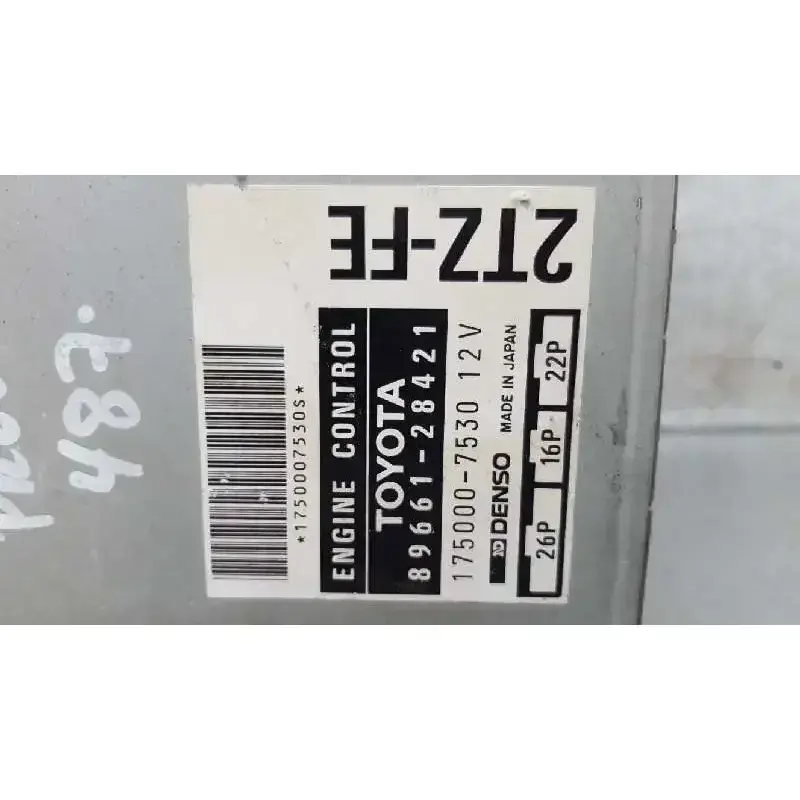 2TZ-FE
ENGINE CONTROL
TOYOTA
89661-28421
175000-7530 12V
DENSO MADE IN JAPAN
26P 16P 22P
*1750007530S*
487.